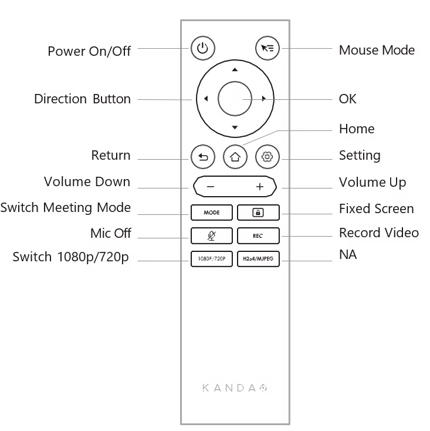 Power On/Off
Mouse Mode
Direction Button
OK
Home
Return
Setting
Volume Down
Volume Up
Switch Meeting Mode
MODE
Fixed Screen
Mic Off
REC
Record Video
Switch 1080p/720p
1080P/720P
H264/MJPEG
NA
KANDAO